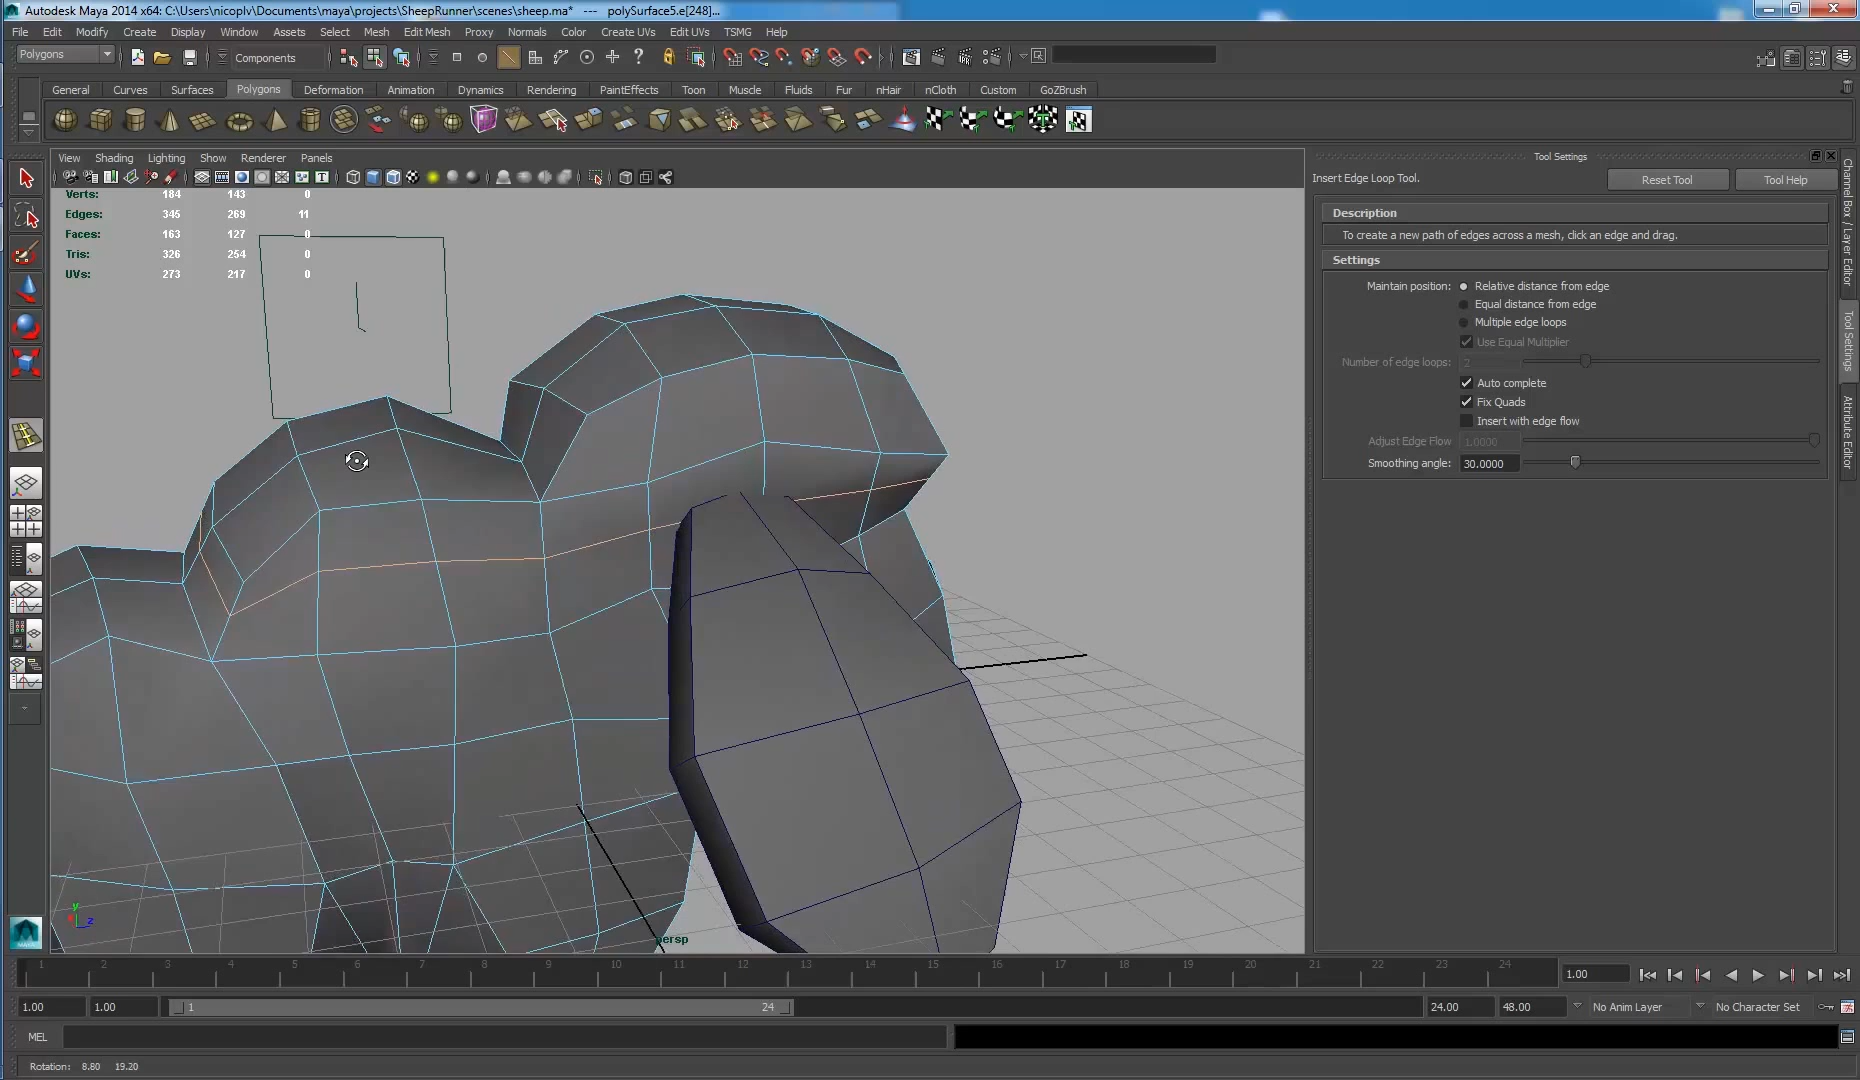 Autodesk Maya 2014 x64: C:\Users\nicoplv\Documents\maya\projects\SheepRunner\scenes\sheep.ma* --- polySurface5.e[248]...
File Edit Modify Create Display Window Assets Select Mesh Edit Mesh Proxy Normals Color Create UVs Edit UVs TSMG Help
Polygons
Components
General Curves Surfaces Polygons Deformation Animation Dynamics Rendering PaintEffects Toon Muscle Fluids Fur nHair nCloth Custom GoZBrush
View Shading Lighting Show Renderer Panels
Verts: 184 143 0
Edges: 345 269 11
Faces: 163 127 0
Tris: 326 254 0
UVs: 273 217 0
y
z
persp
Tool Settings
Insert Edge Loop Tool.
Reset Tool
Tool Help
Description
To create a new path of edges across a mesh, click an edge and drag.
Settings
Maintain position: Relative distance from edge
Equal distance from edge
Multiple edge loops
Use Equal Multiplier
Number of edge loops: 2
Auto complete
Fix Quads
Insert with edge flow
Adjust Edge Flow 1.0000
Smoothing angle: 30.0000
Channel Box / Layer Editor
Tool Settings
Attribute Editor
1 2 3 4 5 6 7 8 9 10 11 12 13 14 15 16 17 18 19 20 21 22 23 24
1.00
1.00 1.00 1 24 24.00 48.00 No Anim Layer No Character Set
MEL
Rotation: 8.80 19.20